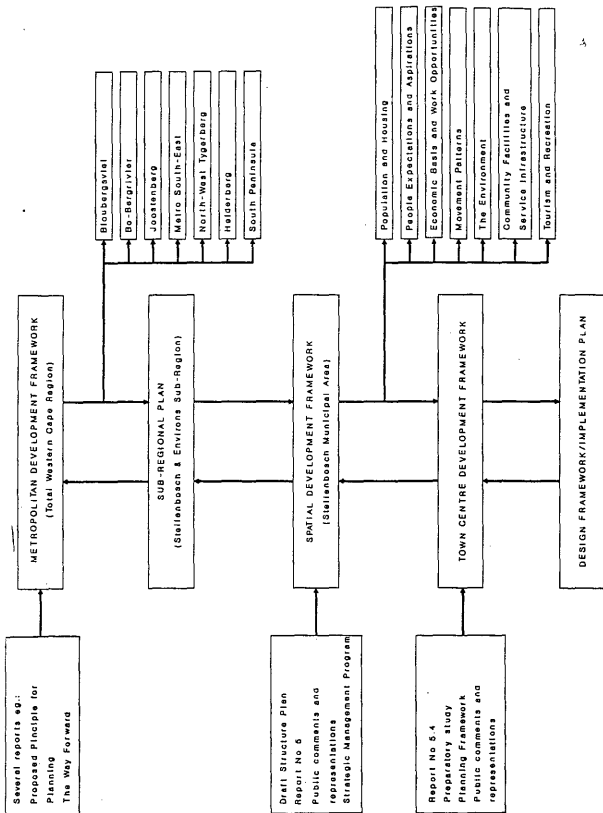 Several reports eg.:
Proposed Pinciple for
Planning
The Way Forward
METROPOLITAN DEVELOPMENT FRAMEWORK
(Total Western Cape Region)
Bloubergsvlei
Bo-Bergrivier
Joostenberg
Metro South-East
North-West Tygerberg
Helderberg
South Peninsula
SUB-REGIONAL PLAN
(Stellenbosch & Environs Sub-Region)
Draft Structure Plan
Report No 5
Public comments and
representations
Strategic Management Program
SPATIAL DEVELOPMENT FRAMEWORK
(Stellenbosch Municipal Area)
Population and Housing
People Expectations and Aspirations
Economic Basis and Work Opportunities
Movement Patterns
The Environment
Community Facilities and
Service Infrastructure
Tourism and Recreation
Report No 5.4
Preparatory study
Planning Framework
Public comments and
representations
TOWN CENTRE DEVELOPMENT FRAMEWORK
DESIGN FRAMEWORK/IMPLEMENTATION PLAN